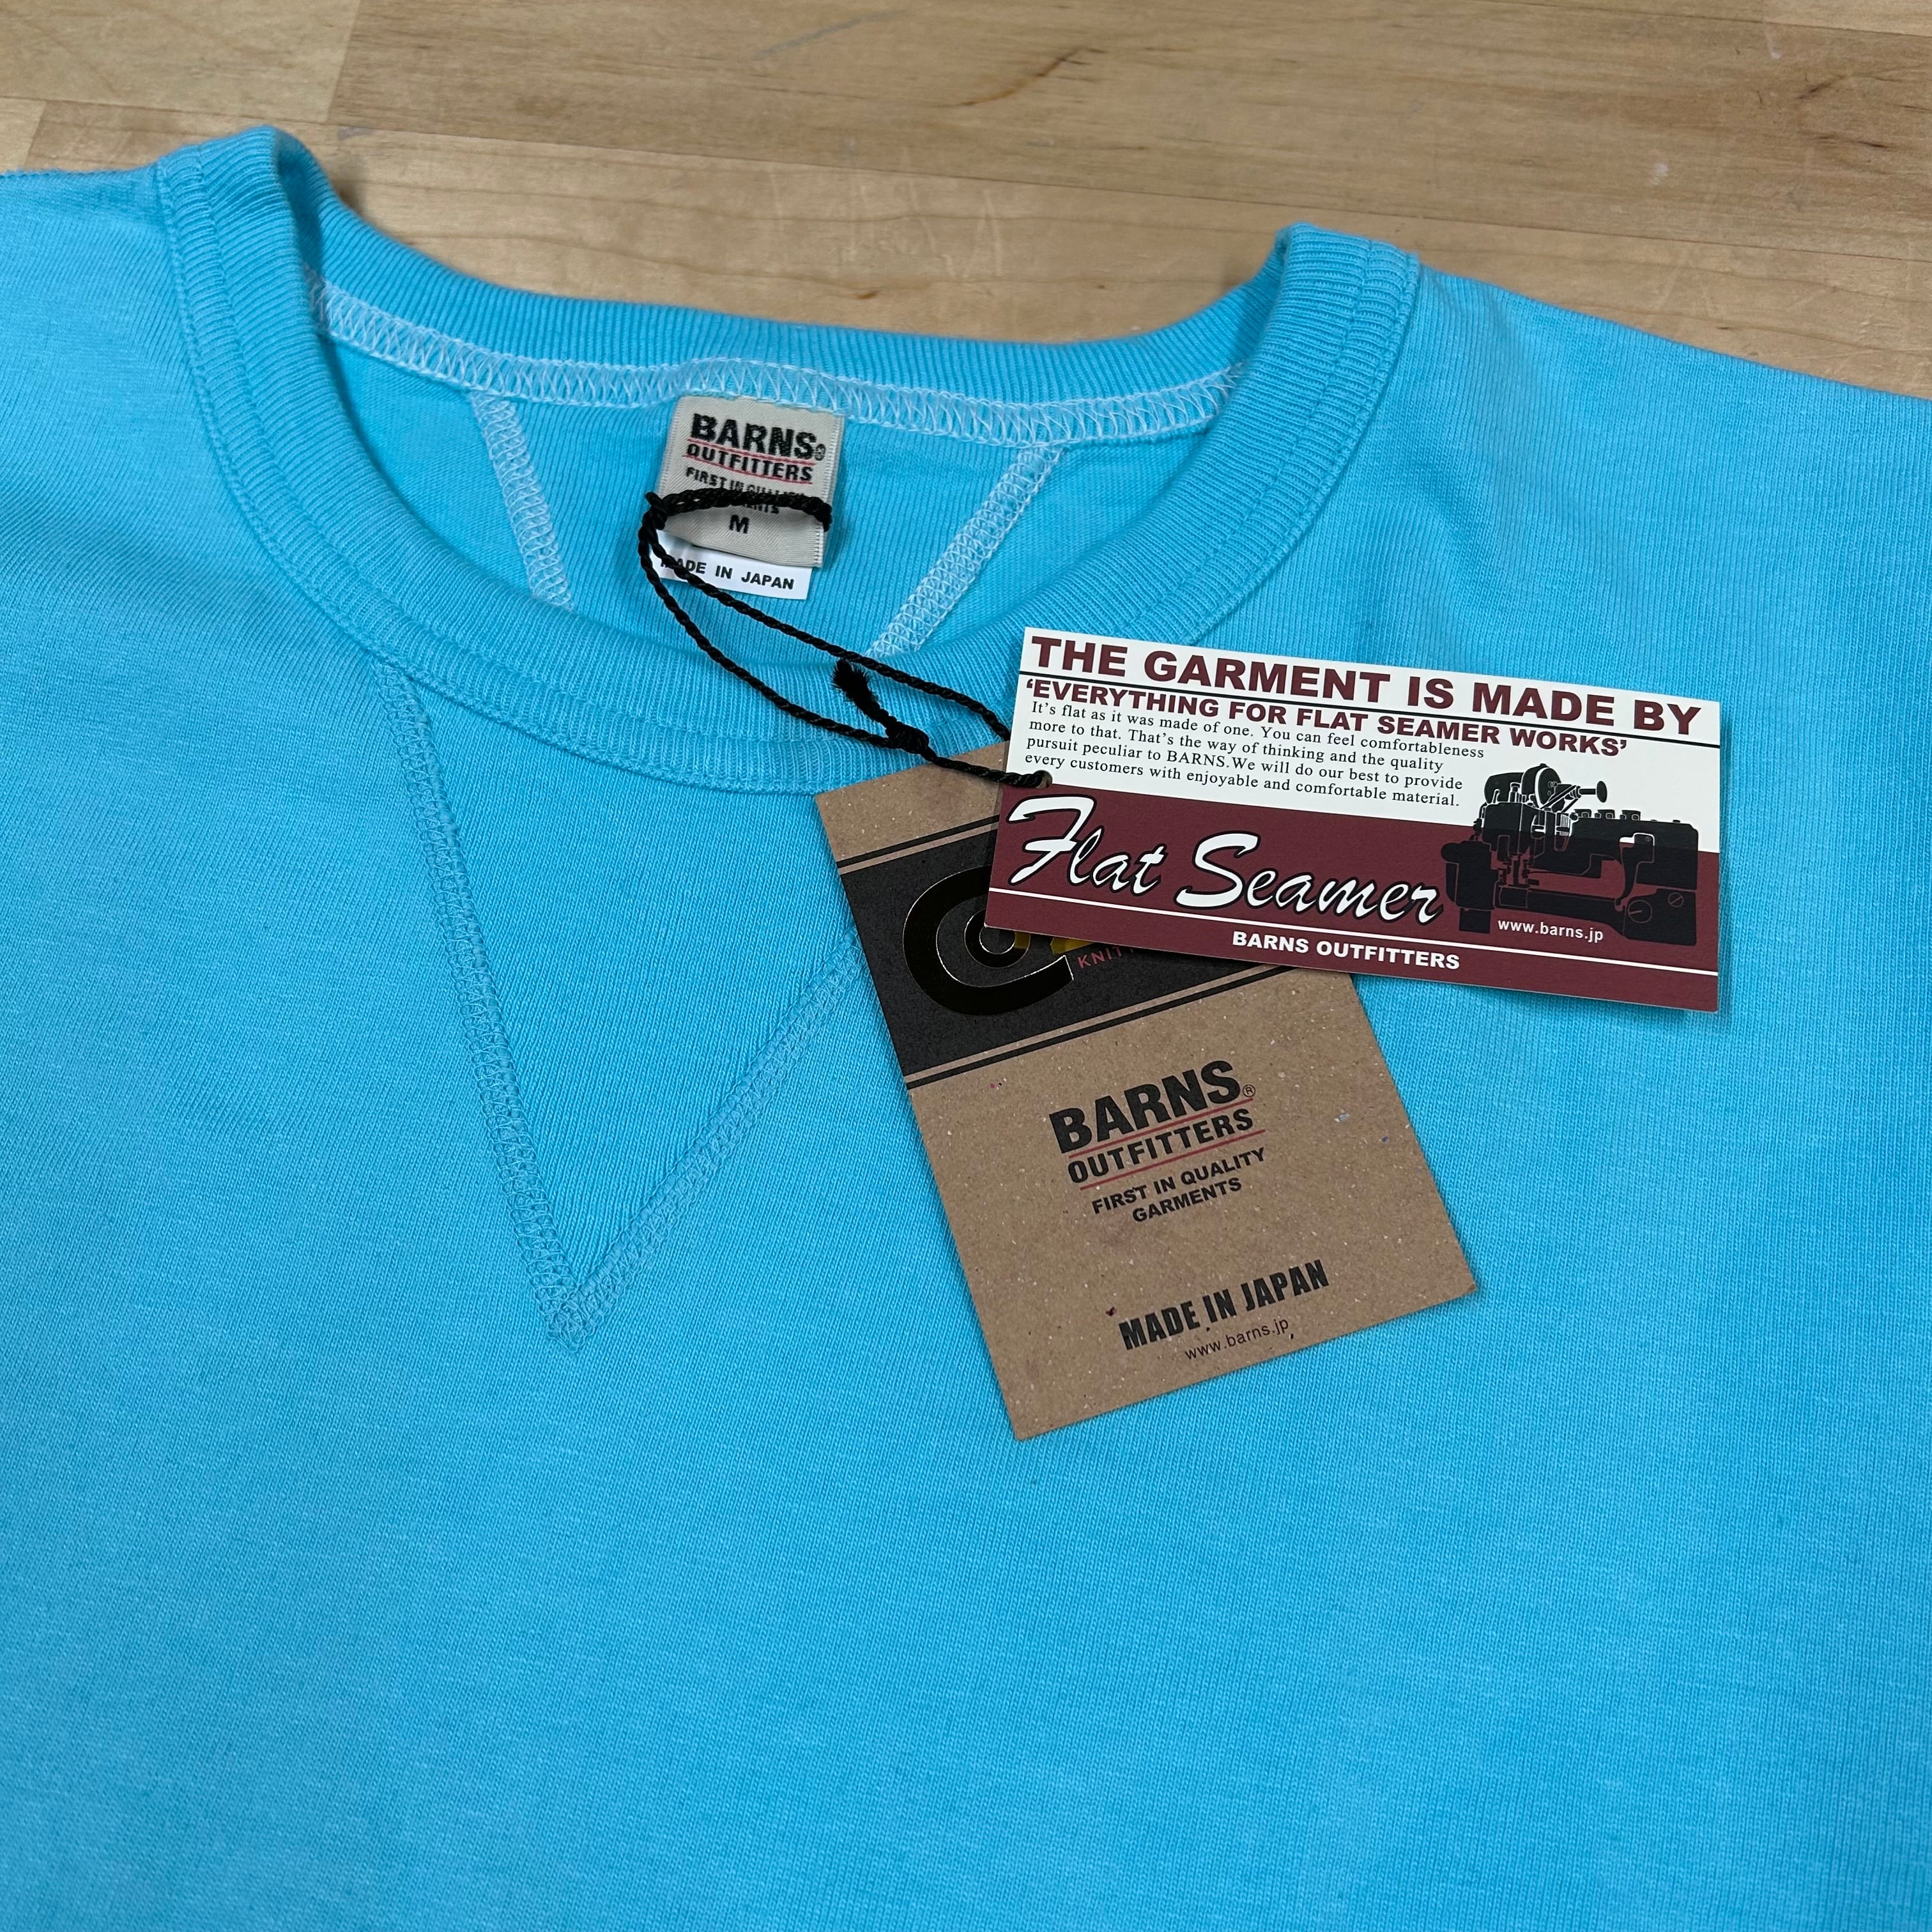 BARNS®
OUTFITTERS
FIRST IN
M
MADE IN JAPAN
THE GARMENT IS MADE BY
‘EVERYTHING FOR FLAT SEAMER WORKS’
It's flat as it was made of one. You can feel comfortableness
more to that. That's the way of thinking and the quality
pursuit peculiar to BARNS.We will do our best to provide
every customers with enjoyable and comfortable material.
Flat Seamer
www.barns.jp
BARNS OUTFITTERS
BARNS®
OUTFITTERS
FIRST IN QUALITY
GARMENTS
MADE IN JAPAN
www.barns.jp